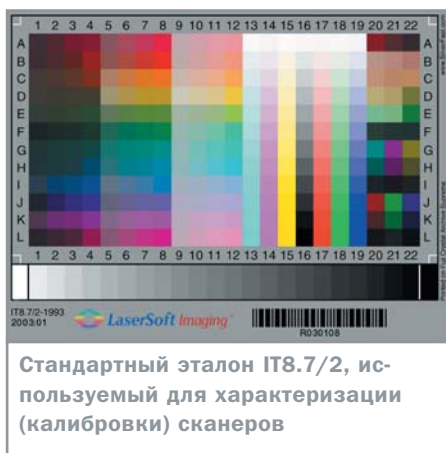 1 2 3 4 5 6 7 8 9 10 11 12 13 14 15 16 17 18 19 20 21 22
A A
B B
C C
D D
E E
F F
G G
H H
I I
J J
K K
L L
1 2 3 4 5 6 7 8 9 10 11 12 13 14 15 16 17 18 19 20 21 22
IT8.7/2-1993
2003:01
LaserSoft Imaging
R030108
Стандартный эталон IT8.7/2, ис-
пользуемый для характеризации
(калибровки) сканеров